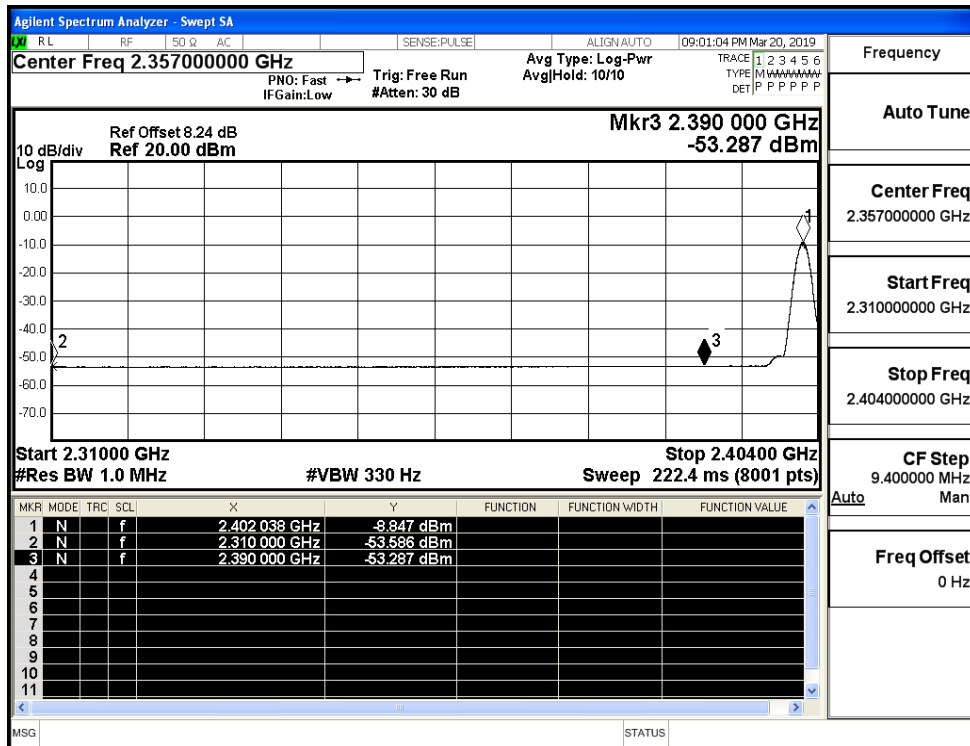 Agilent Spectrum Analyzer - Swept SA
LXI RL RF 50 Ω AC SENSE:PULSE ALIGN AUTO 09:01:04 PM Mar 20, 2019
Center Freq 2.357000000 GHz
PNO: Fast
IFGain:Low
Trig: Free Run
#Atten: 30 dB
Avg Type: Log-Pwr
Avg|Hold: 10/10
TRACE 1 2 3 4 5 6
TYPE M
DET P P P P P P
Ref Offset 8.24 dB
Ref 20.00 dBm
10 dB/div
Log
Mkr3 2.390 000 GHz
-53.287 dBm
10.0
0.00
-10.0
-20.0
-30.0
-40.0
-50.0
-60.0
-70.0
1
2
3
Start 2.31000 GHz Stop 2.40400 GHz
#Res BW 1.0 MHz #VBW 330 Hz Sweep 222.4 ms (8001 pts)
MKR MODE TRC SCL X Y FUNCTION FUNCTION WIDTH FUNCTION VALUE
1 N f 2.402 038 GHz -8.847 dBm
2 N f 2.310 000 GHz -53.586 dBm
3 N f 2.390 000 GHz -53.287 dBm
4
5
6
7
8
9
10
11
MSG STATUS
Frequency
Auto Tune
Center Freq
2.357000000 GHz
Start Freq
2.310000000 GHz
Stop Freq
2.404000000 GHz
CF Step
9.400000 MHz
Auto Man
Freq Offset
0 Hz